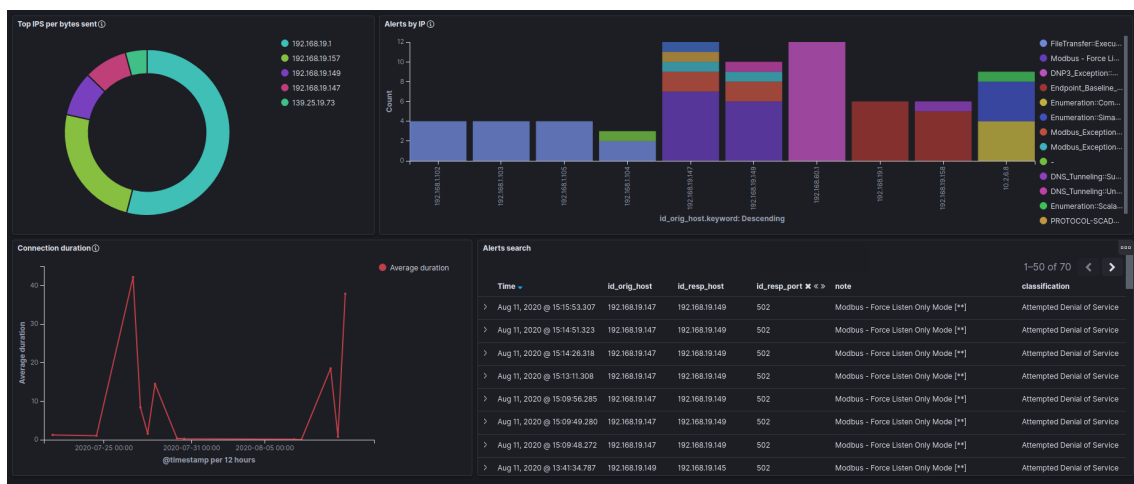 Top IPS per bytes sent
192.168.19.1
192.168.19.157
192.168.19.149
192.168.19.147
139.25.19.73
Alerts by IP
Count
12
10
8
6
4
2
0
192.168.1.102
192.168.1.103
192.168.1.105
192.168.1.104
192.168.19.147
192.168.19.149
192.168.60.1
192.168.19.1
192.168.19.158
10.2.6.8
id_orig_host.keyword: Descending
FileTransfer::Execu...
Modbus - Force Li...
DNP3_Exception::...
Endpoint_Baseline_...
Enumeration::Com...
Enumeration::Sima...
Modbus_Exception...
Modbus_Exception...
-
DNS_Tunneling::Su...
DNS_Tunneling::Un...
Enumeration::Scala...
PROTOCOL-SCAD...
Connection duration
Average duration
40
30
20
10
0
2020-07-25 00:00 2020-07-31 00:00 2020-08-05 00:00
@timestamp per 12 hours
Average duration
Alerts search
1–50 of 70
Time id_orig_host id_resp_host id_resp_port note classification
Aug 11, 2020 @ 15:15:53.307 192.168.19.147 192.168.19.149 502 Modbus - Force Listen Only Mode [**] Attempted Denial of Service
Aug 11, 2020 @ 15:14:51.323 192.168.19.147 192.168.19.149 502 Modbus - Force Listen Only Mode [**] Attempted Denial of Service
Aug 11, 2020 @ 15:14:26.318 192.168.19.147 192.168.19.149 502 Modbus - Force Listen Only Mode [**] Attempted Denial of Service
Aug 11, 2020 @ 15:13:11.308 192.168.19.147 192.168.19.149 502 Modbus - Force Listen Only Mode [**] Attempted Denial of Service
Aug 11, 2020 @ 15:09:56.285 192.168.19.147 192.168.19.149 502 Modbus - Force Listen Only Mode [**] Attempted Denial of Service
Aug 11, 2020 @ 15:09:49.280 192.168.19.147 192.168.19.149 502 Modbus - Force Listen Only Mode [**] Attempted Denial of Service
Aug 11, 2020 @ 15:09:48.272 192.168.19.147 192.168.19.149 502 Modbus - Force Listen Only Mode [**] Attempted Denial of Service
Aug 11, 2020 @ 13:41:34.787 192.168.19.149 192.168.19.145 502 Modbus - Force Listen Only Mode [**] Attempted Denial of Service